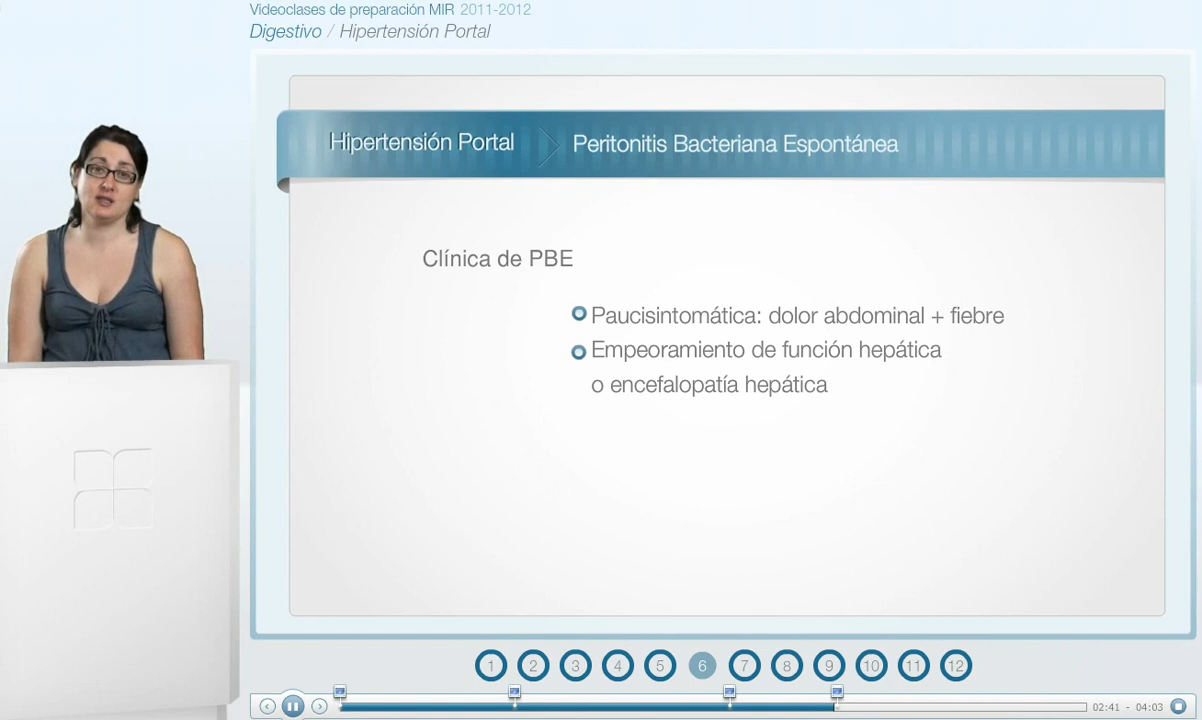 Videoclases de preparación MIR 2011-2012
Digestivo / Hipertensión Portal
Hipertensión Portal
Peritonitis Bacteriana Espontánea
Clínica de PBE
Paucisintomática: dolor abdominal + fiebre
Empeoramiento de función hepática
o encefalopatía hepática
1 2 3 4 5 6 7 8 9 10 11 12
02:41 - 04:03